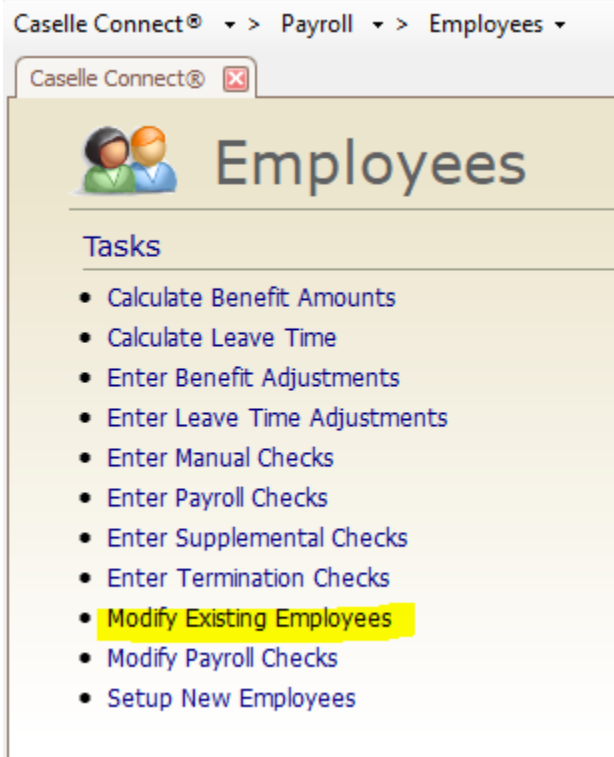 Caselle Connect® > Payroll > Employees
Caselle Connect®
Employees
Tasks
• Calculate Benefit Amounts
• Calculate Leave Time
• Enter Benefit Adjustments
• Enter Leave Time Adjustments
• Enter Manual Checks
• Enter Payroll Checks
• Enter Supplemental Checks
• Enter Termination Checks
• Modify Existing Employees
• Modify Payroll Checks
• Setup New Employees